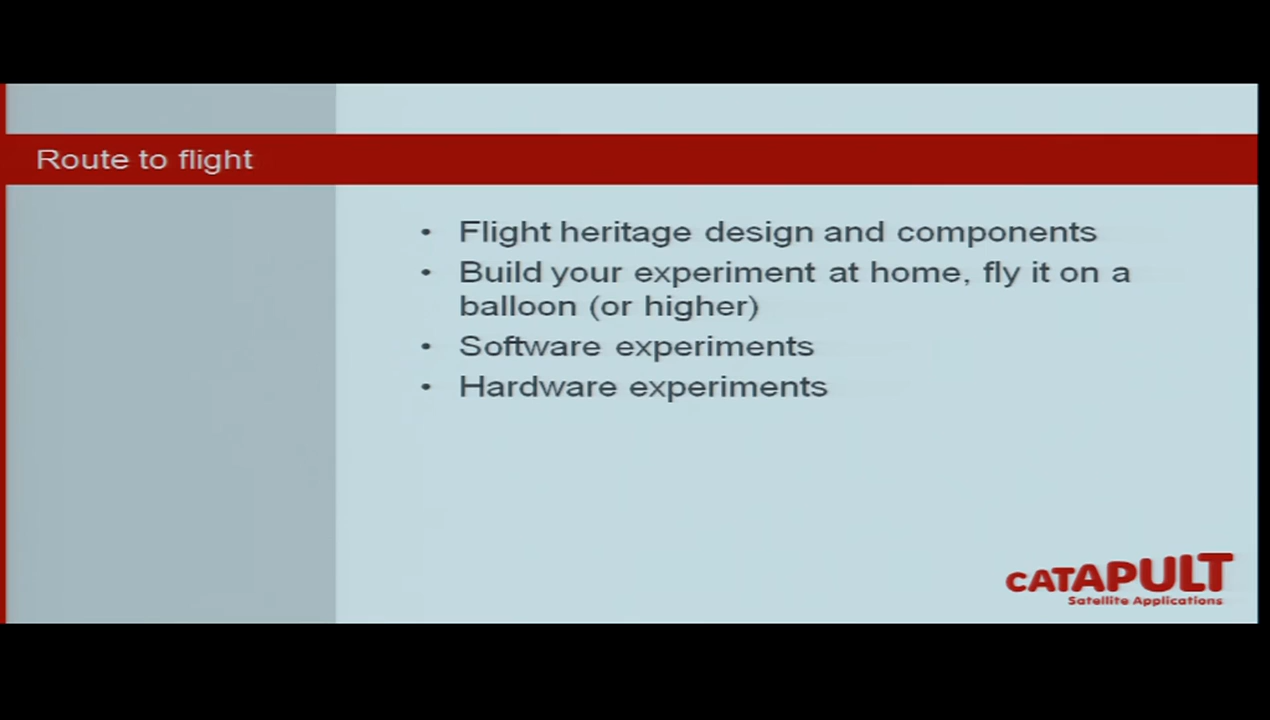 Route to flight
• Flight heritage design and components
• Build your experiment at home, fly it on a
balloon (or higher)
• Software experiments
• Hardware experiments
CATAPULT
Satellite Applications